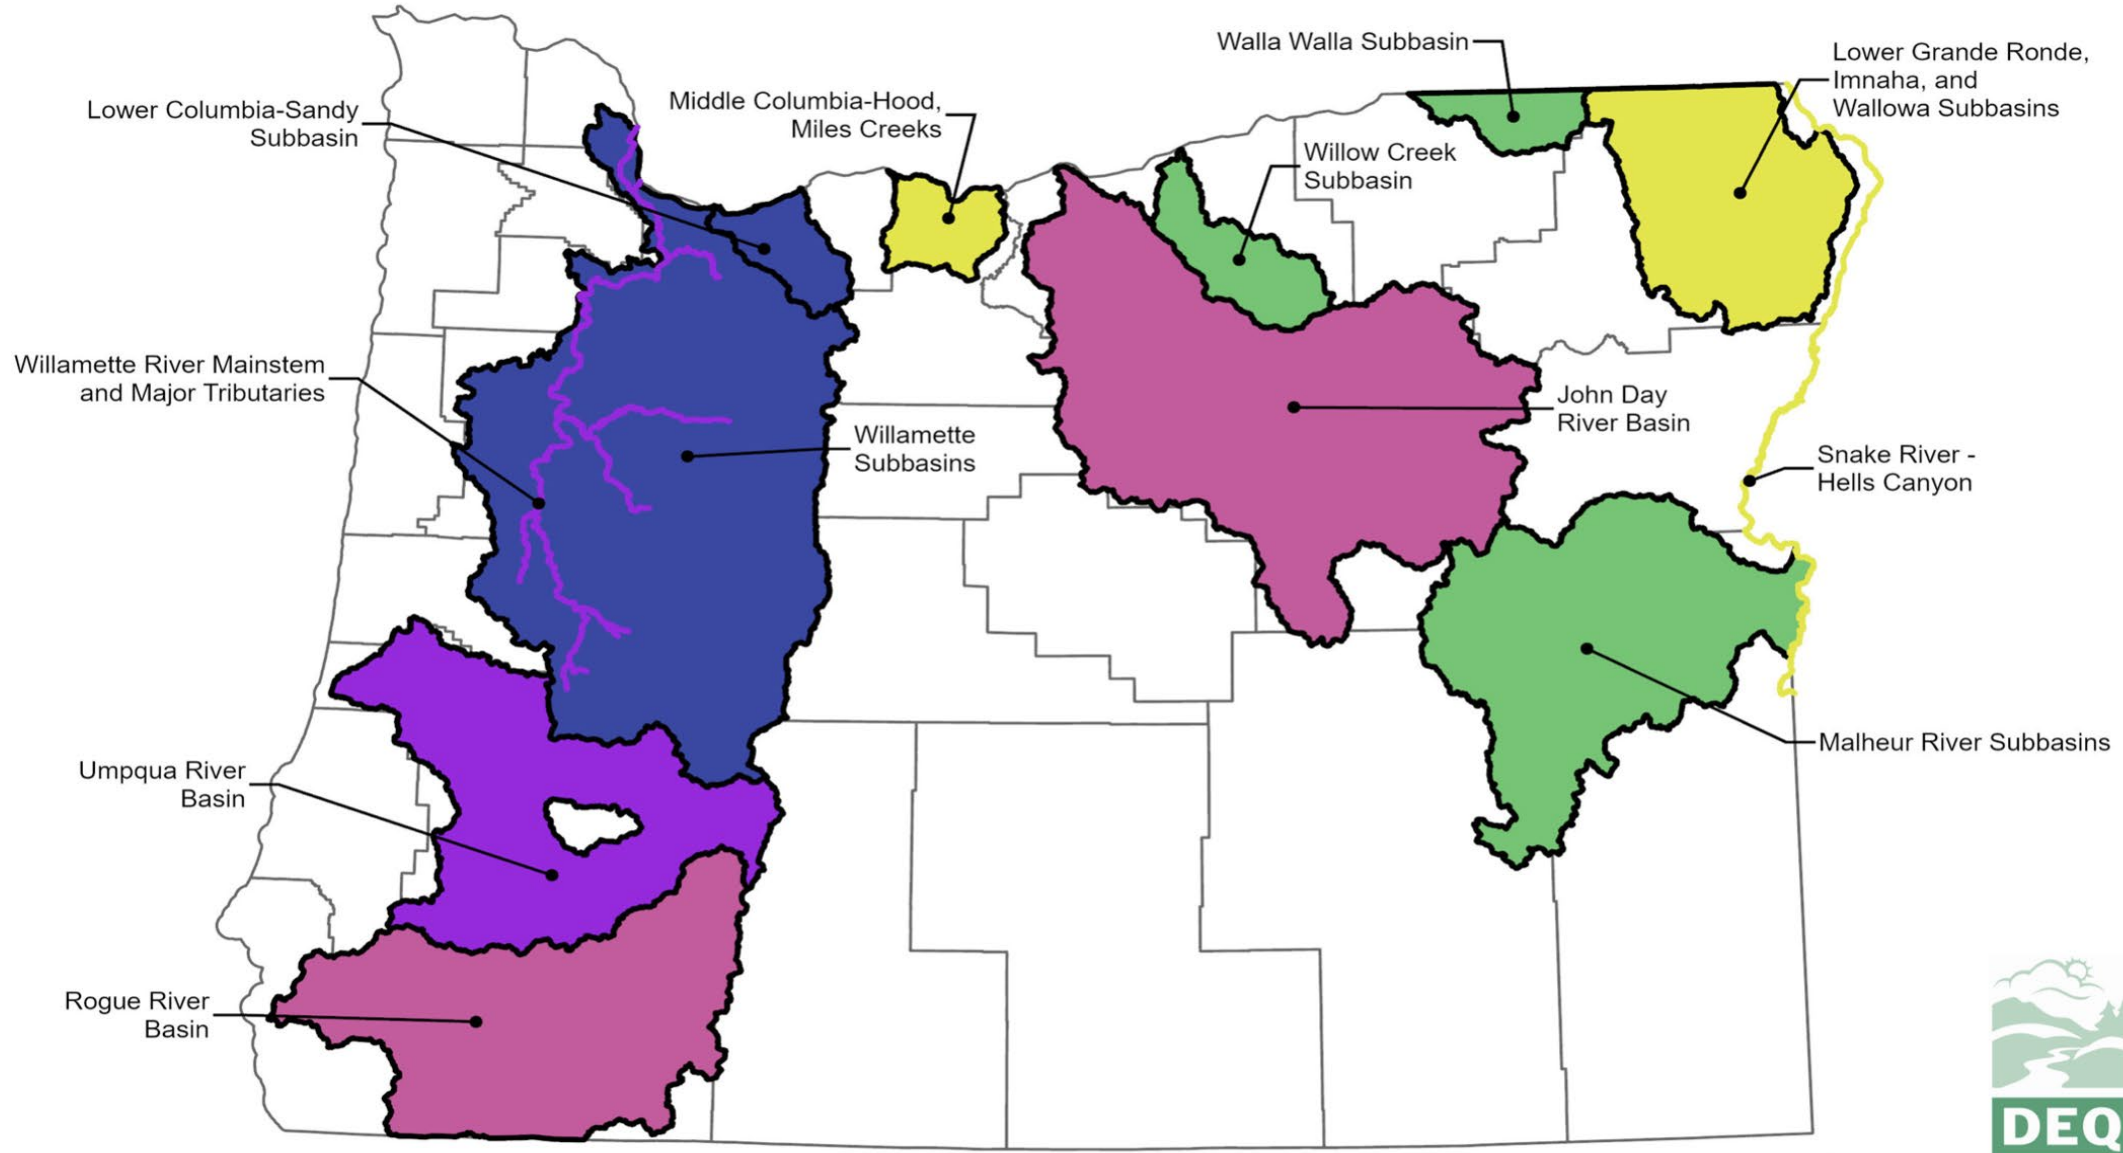 Walla Walla Subbasin
Lower Grande Ronde,
Imnaha, and
Wallowa Subbasins
Middle Columbia-Hood,
Miles Creeks
Lower Columbia-Sandy
Subbasin
Willow Creek
Subbasin
Willamette River Mainstem
and Major Tributaries
John Day
River Basin
Willamette
Subbasins
Snake River -
Hells Canyon
Malheur River Subbasins
Umpqua River
Basin
Rogue River
Basin
DEQ